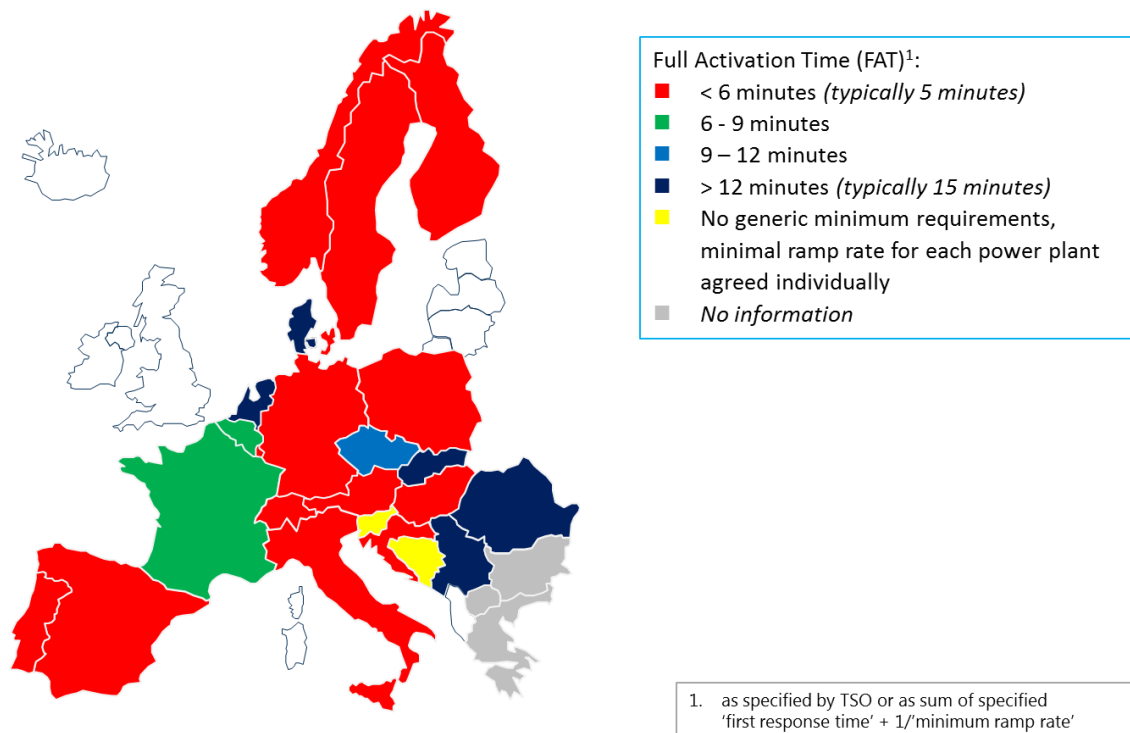 Full Activation Time (FAT)1:
< 6 minutes (typically 5 minutes)
6 - 9 minutes
9 – 12 minutes
> 12 minutes (typically 15 minutes)
No generic minimum requirements,
minimal ramp rate for each power plant
agreed individually
No information
1. as specified by TSO or as sum of specified
'first response time' + 1/'minimum ramp rate'